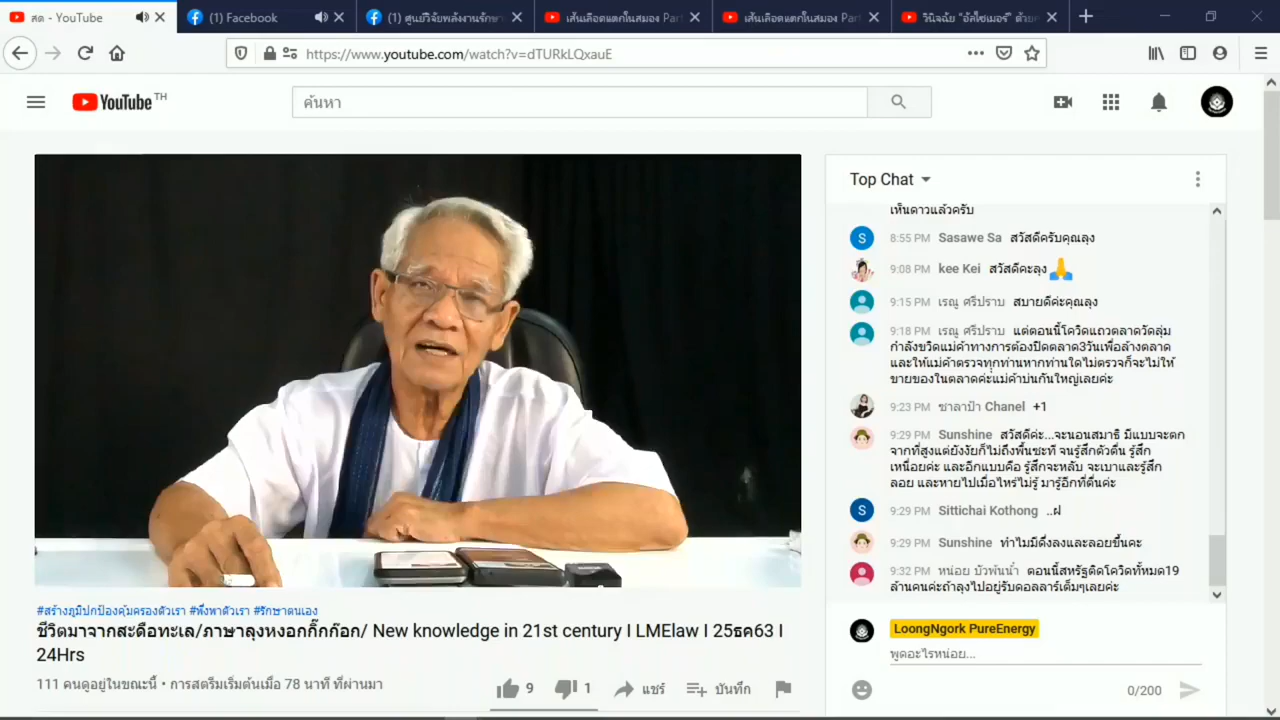 สด - YouTube
(1) Facebook
(1) ศูนย์วิจัยพลังงานรักษา
เส้นเลือดแตกในสมอง Part
เส้นเลือดแตกในสมอง Part
วินิจฉัย "อัลไซเมอร์" ด้วย
https://www.youtube.com/watch?v=dTURkLQxauE
YouTube TH
ค้นหา
Top Chat
เห็นดาวแล้วครับ
8:55 PM Sasawe Sa สวัสดีครับคุณลุง
9:08 PM kee Kei สวัสดีคะลุง🙏
9:15 PM เรณู ศรีปราบ สบายดีค่ะคุณลุง
9:18 PM เรณู ศรีปราบ แต่ตอนนี้โควิดแถวตลาดวัดลุ่ม
กำลังขวิดแม่ค้าทางการต้องปิดตลาด3วันเพื่อล้างตลาด
และให้แม่ค้าตรวจทุกท่านหากท่านใดไม่ตรวจก็จะไม่ให้
ขายของในตลาดค่ะแม่ค้าบ่นกันใหญ่เลยค่ะ
9:23 PM ชาลาป้า Chanel +1
9:29 PM Sunshine สวัสดีค่ะ...จะนอนสมาธิ มีแบบจะตก
จากที่สูงแต่ยังงัยก็ไม่ถึงพื้นซะที จนรู้สึกตัวตื่น รู้สึก
เหนื่อยค่ะ และอีกแบบคือ รู้สึกจะหลับ จะเบาและรู้สึก
ลอย และหายไปเมื่อไหร่ไม่รู้ มารู้อีกที่ตื่นค่ะ
9:29 PM Sittichai Kothong ..ฝ
9:29 PM Sunshine ทำไมมีดึ่งลงและลอยขึ้นคะ
9:32 PM หน่อย บัวพ้นน้ำ ตอนนี้สหรัฐติดโควิดทั้งหมด19
ล้านคนค่ะถ้าลุงไปอยู่รับดอลลาร์เต็มๆเลยค่ะ
LoongNgork PureEnergy
พูดอะไรหน่อย...
0/200
#สร้างภูมิปกป้องคุ้มครองตัวเรา #พึ่งพาตัวเรา #รักษาตนเอง
ชีวิตมาจากสะดือทะเล/ภาษาลุงหงอกกิ๊กก๊อก/ New knowledge in 21st century I LMElaw I 25ธค63 I
24Hrs
111 คนดูอยู่ในขณะนี้ • การสตรีมเริ่มต้นเมื่อ 78 นาที ที่ผ่านมา
9
1
แชร์
บันทึก